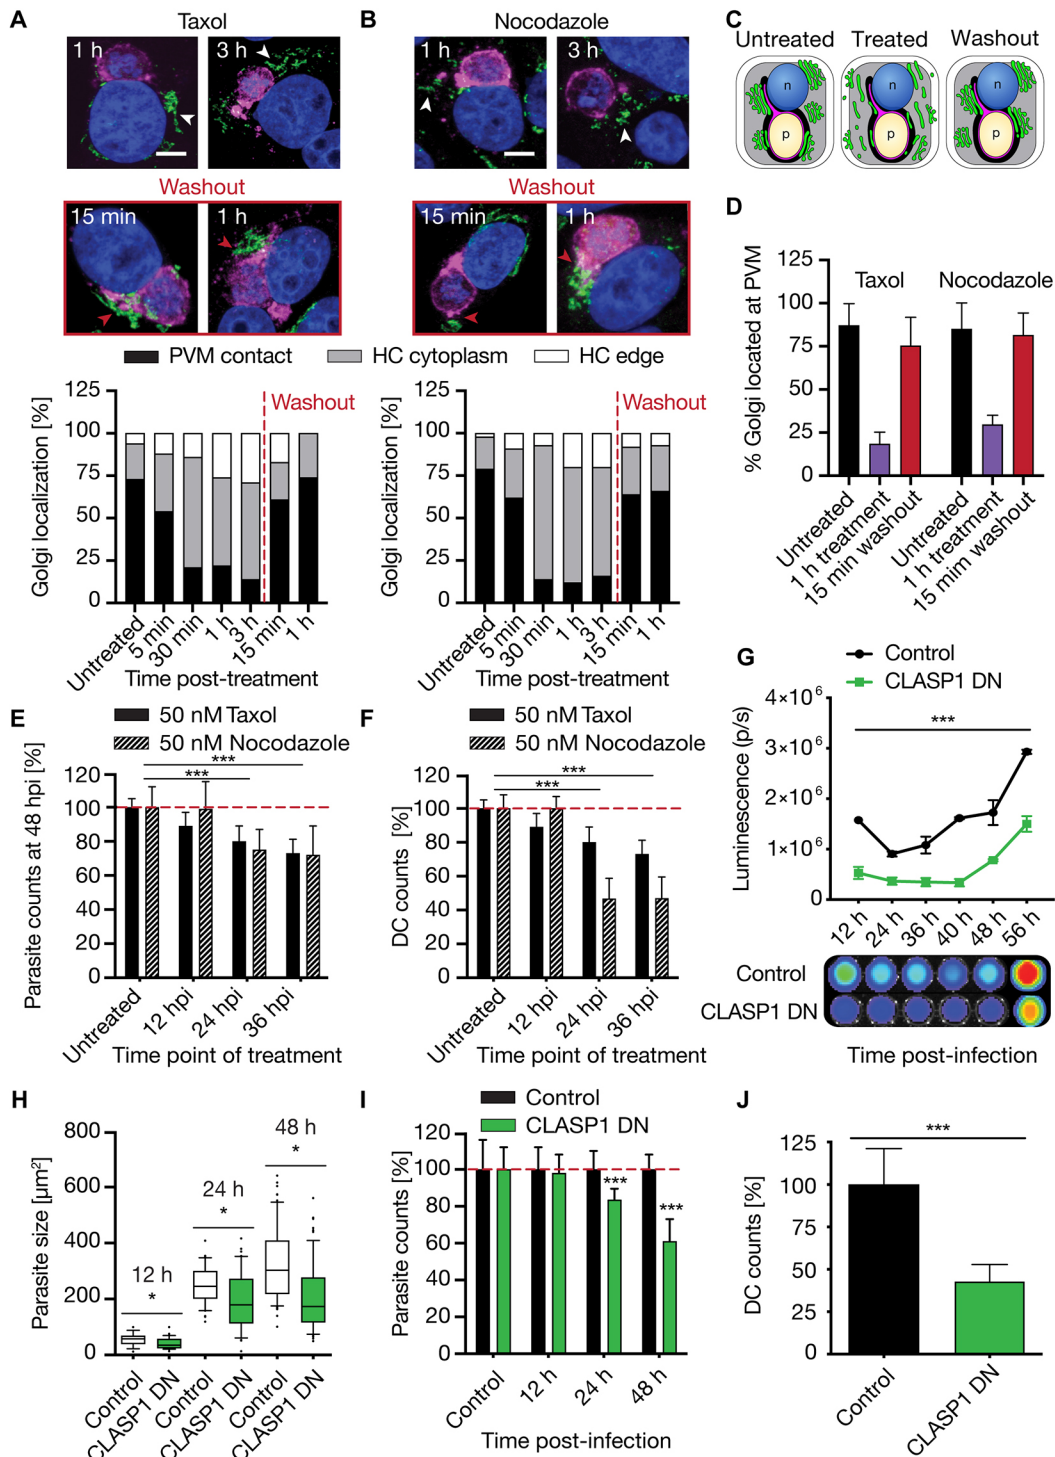 A
Taxol
1 h
3 h
Washout
15 min
1 h
B
Nocodazole
1 h
3 h
Washout
15 min
1 h
PVM contact
HC cytoplasm
HC edge
Golgi localization [%]
125
100
75
50
25
0
Washout
Untreated
5 min
30 min
1 h
3 h
15 min
1 h
Time post-treatment
Golgi localization [%]
125
100
75
50
25
0
Washout
Untreated
5 min
30 min
1 h
3 h
15 min
1 h
Time post-treatment
C
Untreated
Treated
Washout
n
p
n
p
n
p
D
% Golgi located at PVM
125
100
75
50
25
0
Taxol
Nocodazole
Untreated
1 h treatment
15 min washout
Untreated
1 h treatment
15 mim washout
E
50 nM Taxol
50 nM Nocodazole
Parasite counts at 48 hpi [%]
120
100
80
60
40
20
0
***
***
Untreated
12 hpi
24 hpi
36 hpi
Time point of treatment
F
50 nM Taxol
50 nM Nocodazole
DC counts [%]
120
100
80
60
40
20
0
***
***
Untreated
12 hpi
24 hpi
36 hpi
Time point of treatment
G
Control
CLASP1 DN
Luminescence (p/s)
4×10⁶
3×10⁶
2×10⁶
1×10⁶
0
***
12 h
24 h
36 h
40 h
48 h
56 h
Control
CLASP1 DN
Time post-infection
H
Parasite size [µm²]
800
600
400
200
0
12 h
*
24 h
*
48 h
*
Control
CLASP1 DN
Control
CLASP1 DN
Control
CLASP1 DN
I
Control
CLASP1 DN
Parasite counts [%]
120
100
80
60
40
20
0
***
***
Control
12 h
24 h
48 h
Time post-infection
J
DC counts [%]
125
100
75
50
25
0
***
Control
CLASP1 DN